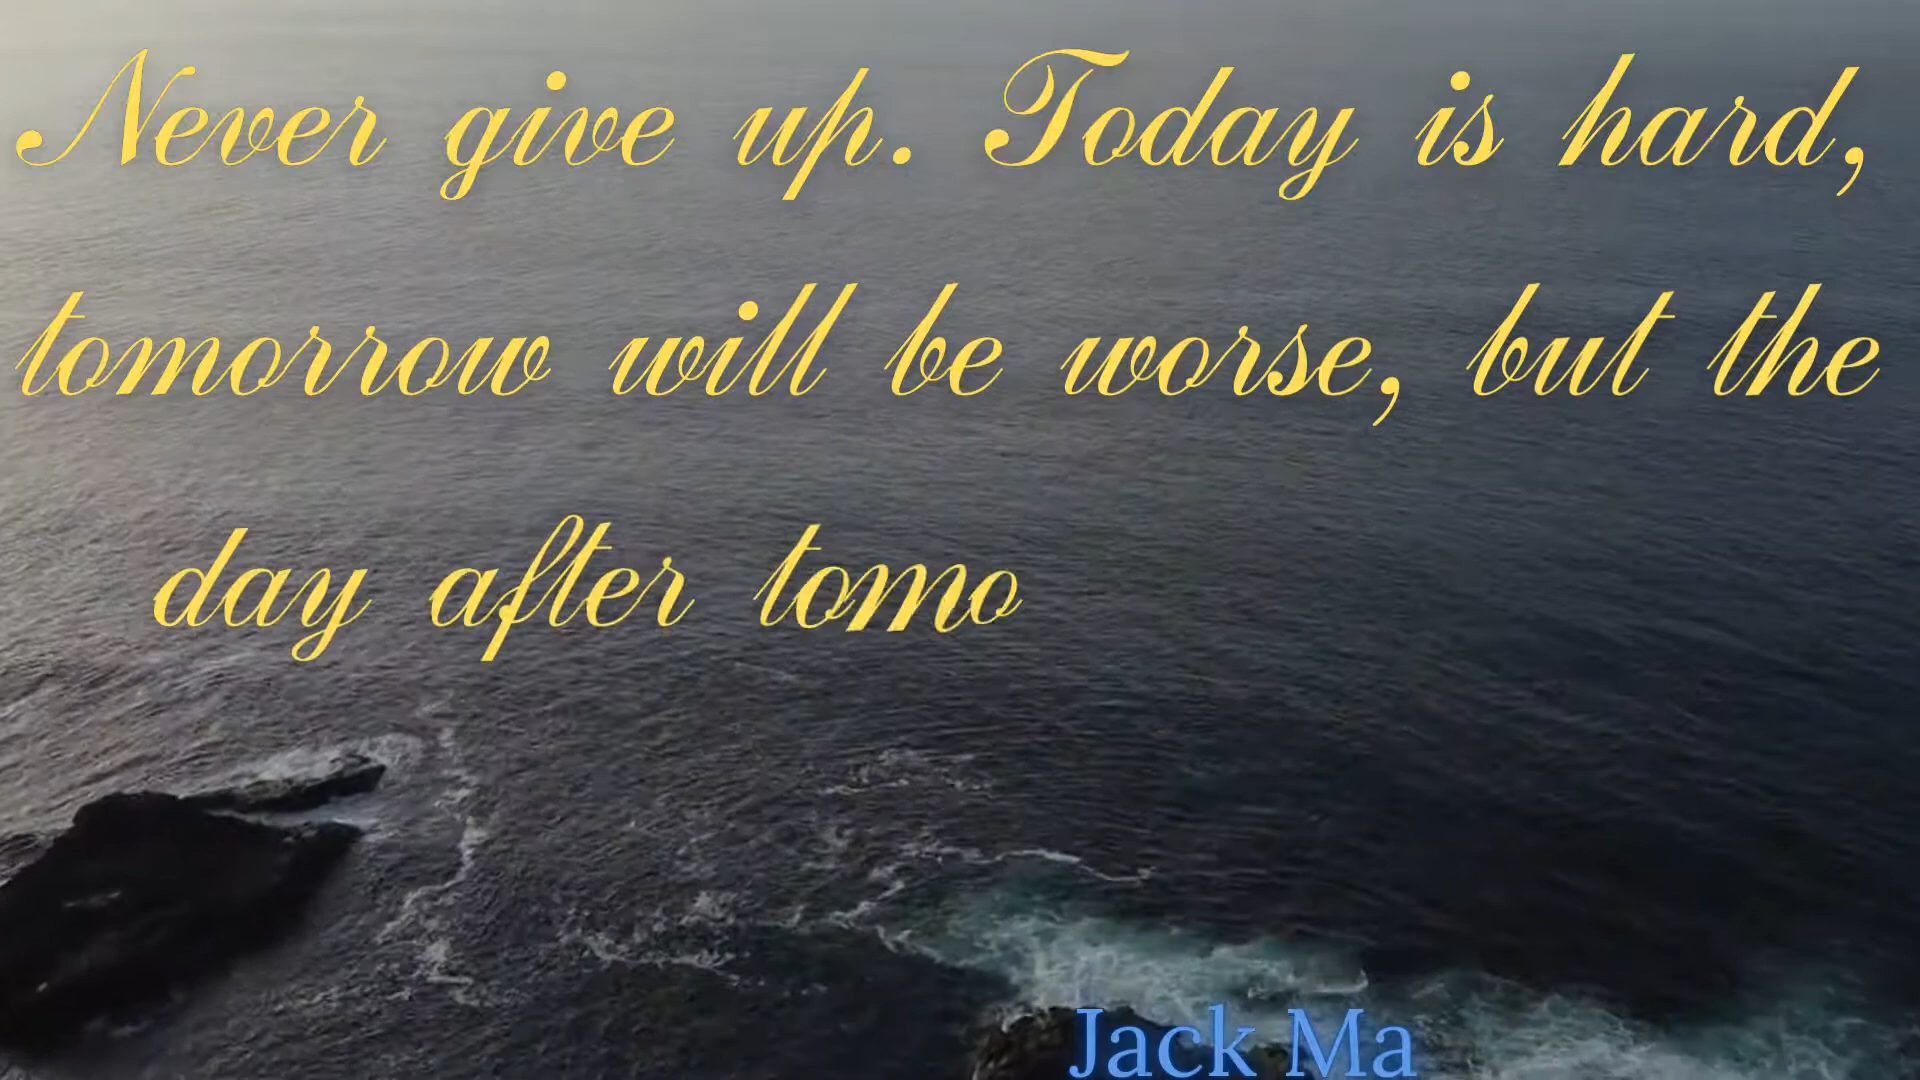 Never give up. Today is hard,
tomorrow will be worse, but the
day after tomo
Jack Ma